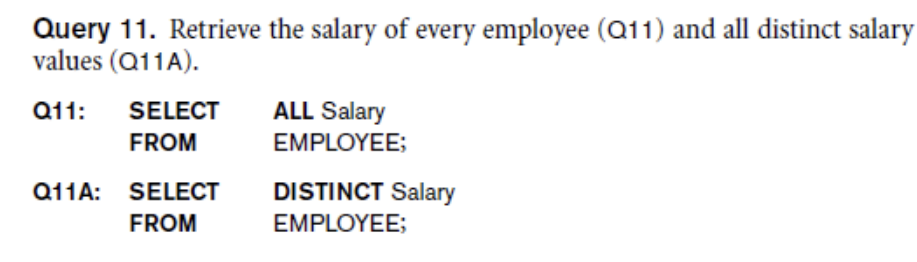 Query 11. Retrieve the salary of every employee (Q11) and all distinct salary
values (Q11A).
Q11: SELECT ALL Salary
FROM EMPLOYEE;
Q11A: SELECT DISTINCT Salary
FROM EMPLOYEE;